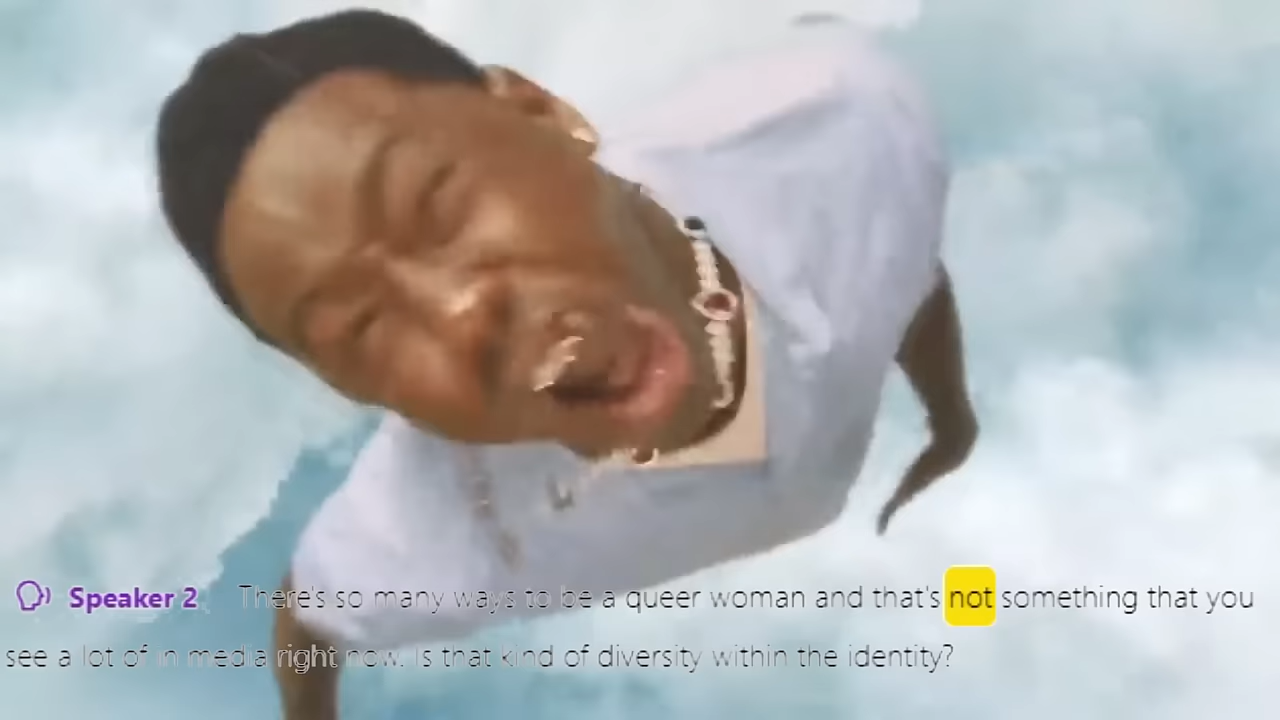 Speaker 2 There's so many ways to be a queer woman and that's not something that you
see a lot of in media right now. Is that kind of diversity within the identity?